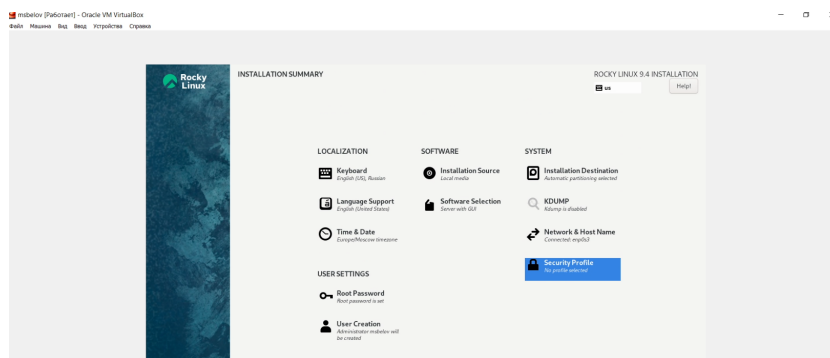 msbelov [Работает] - Oracle VM VirtualBox
Файл Машина Вид Ввод Устройства Справка
Rocky
Linux
INSTALLATION SUMMARY
ROCKY LINUX 9.4 INSTALLATION
us
Help!
LOCALIZATION
Keyboard
English (US), Russian
Language Support
English (United States)
Time & Date
Europe/Moscow timezone
SOFTWARE
Installation Source
Local media
Software Selection
Server with GUI
SYSTEM
Installation Destination
Automatic partitioning selected
KDUMP
Kdump is disabled
Network & Host Name
Connected: enp0s3
Security Profile
No profile selected
USER SETTINGS
Root Password
Root password is set
User Creation
Administrator msbelov will
be created